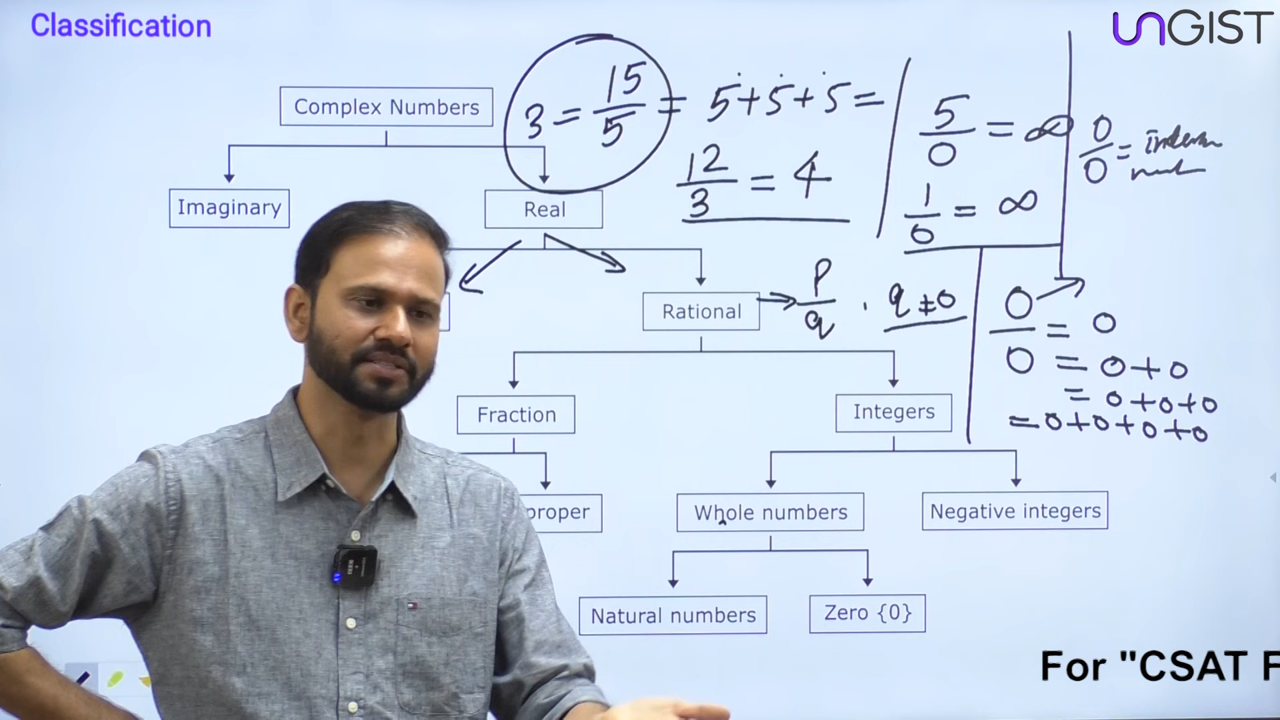 Classification
UNGIST
Complex Numbers
3 = 15/5 = 5+5+5 =
12/3 = 4
5/0 = ∞
1/0 = ∞
0/0 =
Imaginary
Real
Rational
P/q . q ≠ 0
0/0 = 0
= 0+0
= 0+0+0
= 0+0+0+0
Fraction
Integers
proper
Whole numbers
Negative integers
Natural numbers
Zero {0}
For "CSAT F